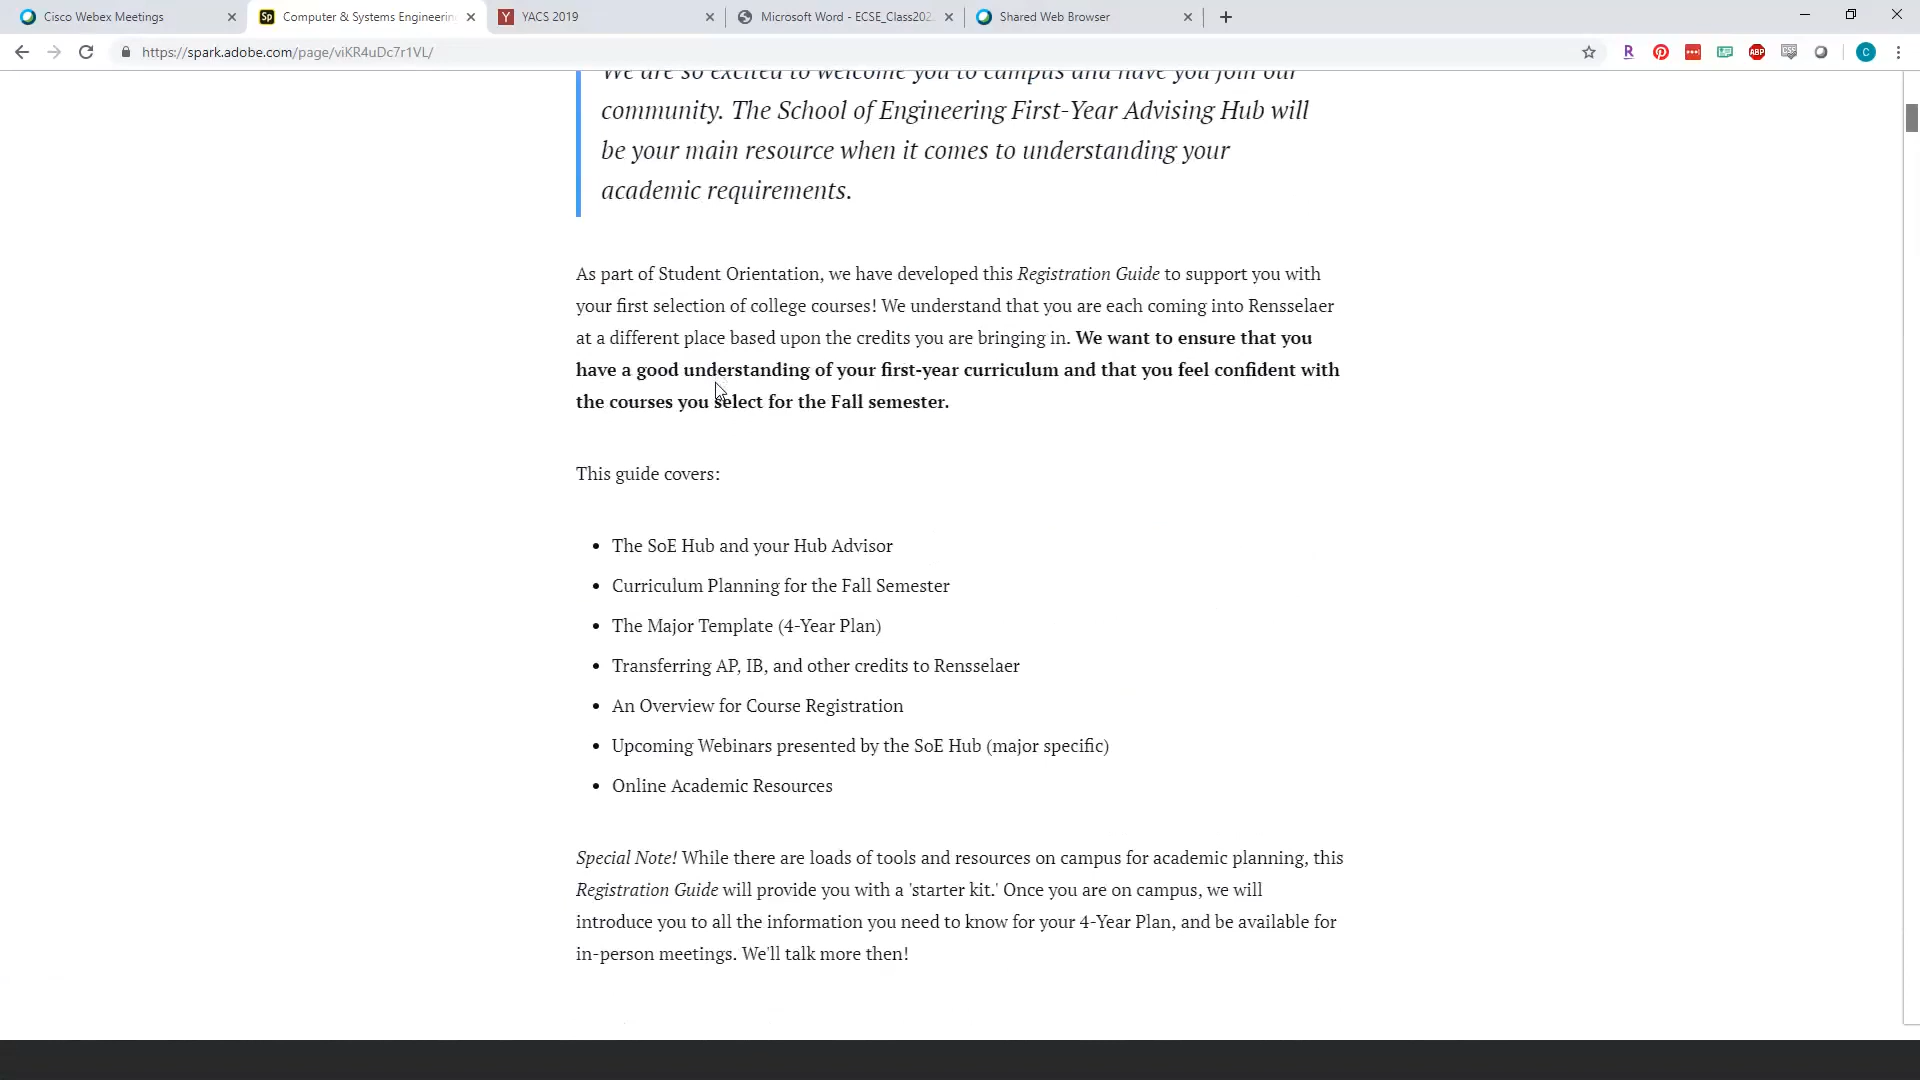 Cisco Webex Meetings
Computer & Systems Engineerin
YACS 2019
Microsoft Word - ECSE_Class202
Shared Web Browser
https://spark.adobe.com/page/viKR4uDc7r1VL/
We are so excited to welcome you to campus and have you join our
community. The School of Engineering First-Year Advising Hub will
be your main resource when it comes to understanding your
academic requirements.
As part of Student Orientation, we have developed this Registration Guide to support you with
your first selection of college courses! We understand that you are each coming into Rensselaer
at a different place based upon the credits you are bringing in. We want to ensure that you
have a good understanding of your first-year curriculum and that you feel confident with
the courses you select for the Fall semester.
This guide covers:
• The SoE Hub and your Hub Advisor
• Curriculum Planning for the Fall Semester
• The Major Template (4-Year Plan)
• Transferring AP, IB, and other credits to Rensselaer
• An Overview for Course Registration
• Upcoming Webinars presented by the SoE Hub (major specific)
• Online Academic Resources
Special Note! While there are loads of tools and resources on campus for academic planning, this
Registration Guide will provide you with a 'starter kit.' Once you are on campus, we will
introduce you to all the information you need to know for your 4-Year Plan, and be available for
in-person meetings. We'll talk more then!